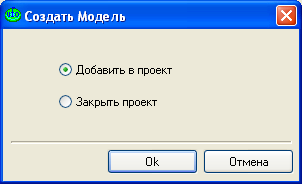 Создать Модель
Добавить в проект
Закрыть проект
Ok
Отмена